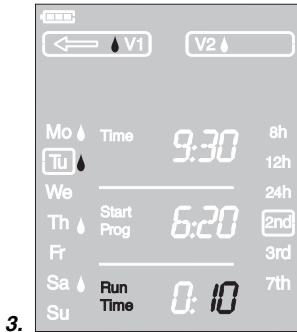 V1 V2
Mo Time 9:30 8h
Tu 12h
We 24h
Th Start Prog 6:20 2nd
Fr 3rd
Sa Run Time 0:10 7th
Su
3.